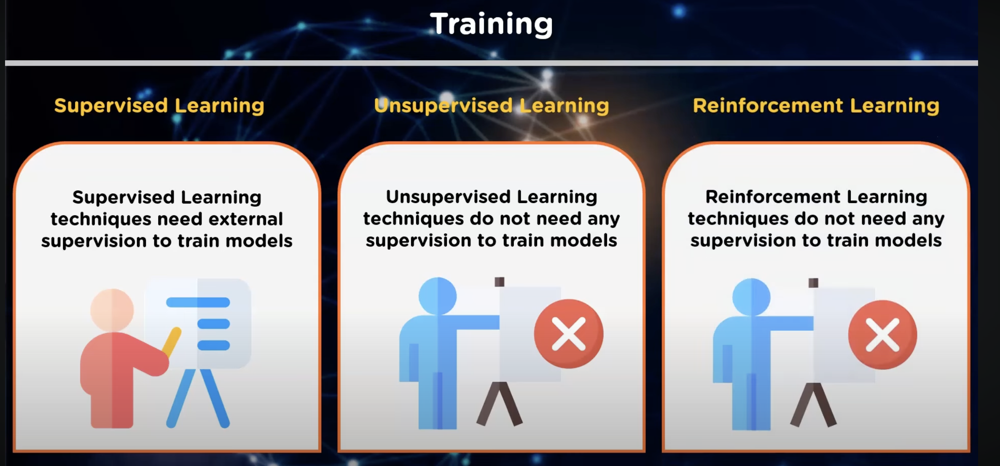 Training
Supervised Learning
Unsupervised Learning
Reinforcement Learning
Supervised Learning
techniques need external
supervision to train models
Unsupervised Learning
techniques do not need any
supervision to train models
Reinforcement Learning
techniques do not need any
supervision to train models